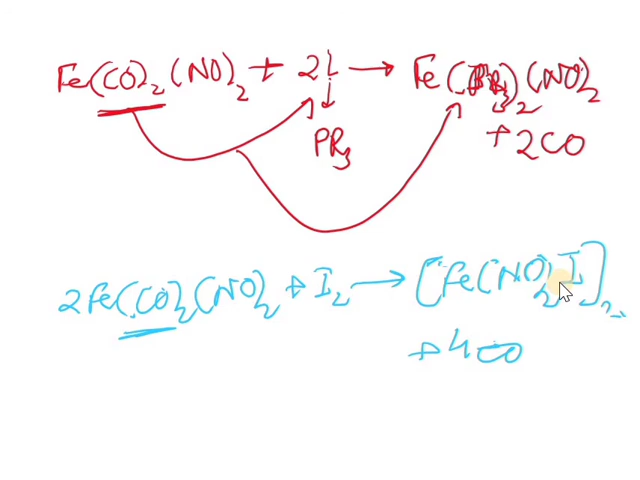 Fe(CO)₂(NO)₂ + 2L → Fe(PR₃)₂(NO)₂
+ 2CO
PR₃
2Fe(CO)₂(NO)₂ + I₂ → [Fe(NO)₂I]₂
+ 4CO